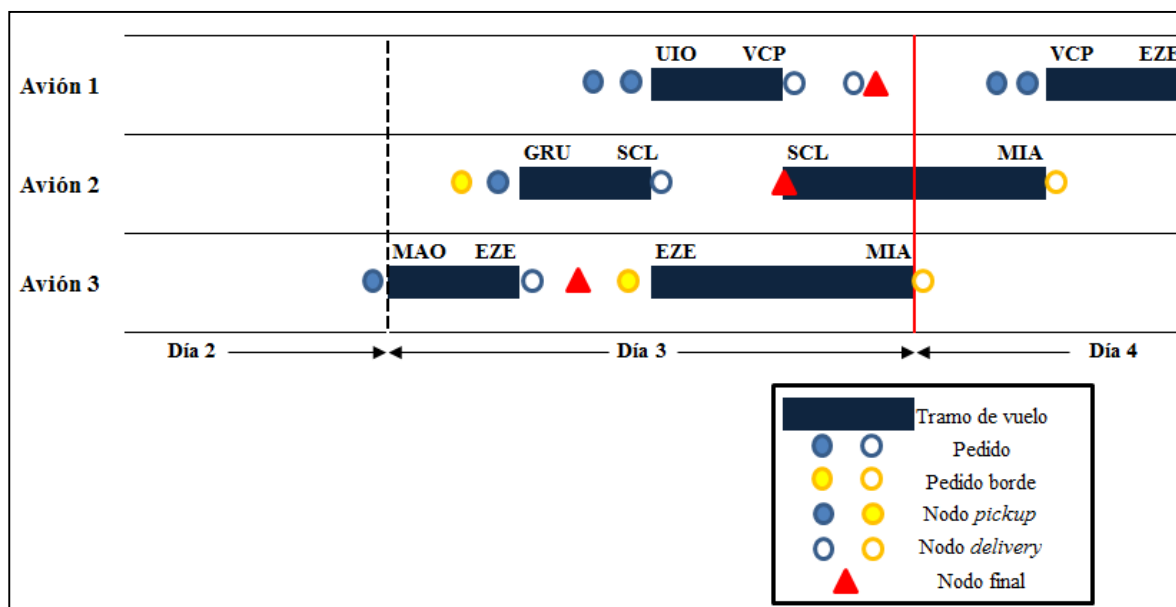 UIO VCP VCP EZE
Avión 1
GRU SCL SCL MIA
Avión 2
MAO EZE EZE MIA
Avión 3
Día 2 Día 3 Día 4
Tramo de vuelo
Pedido
Pedido borde
Nodo pickup
Nodo delivery
Nodo final